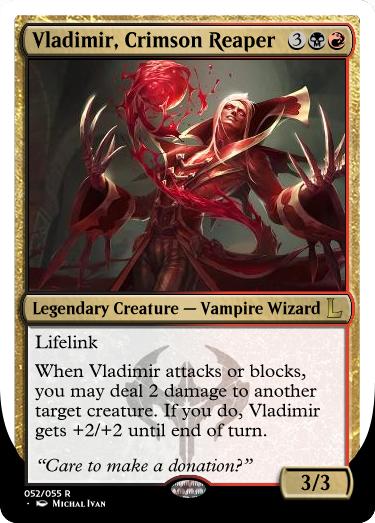 Vladimir, Crimson Reaper 3
Legendary Creature — Vampire Wizard L
Lifelink
When Vladimir attacks or blocks,
you may deal 2 damage to another
target creature. If you do, Vladimir
gets +2/+2 until end of turn.
“Care to make a donation?”
3/3
052/055 R
• Michal Ivan